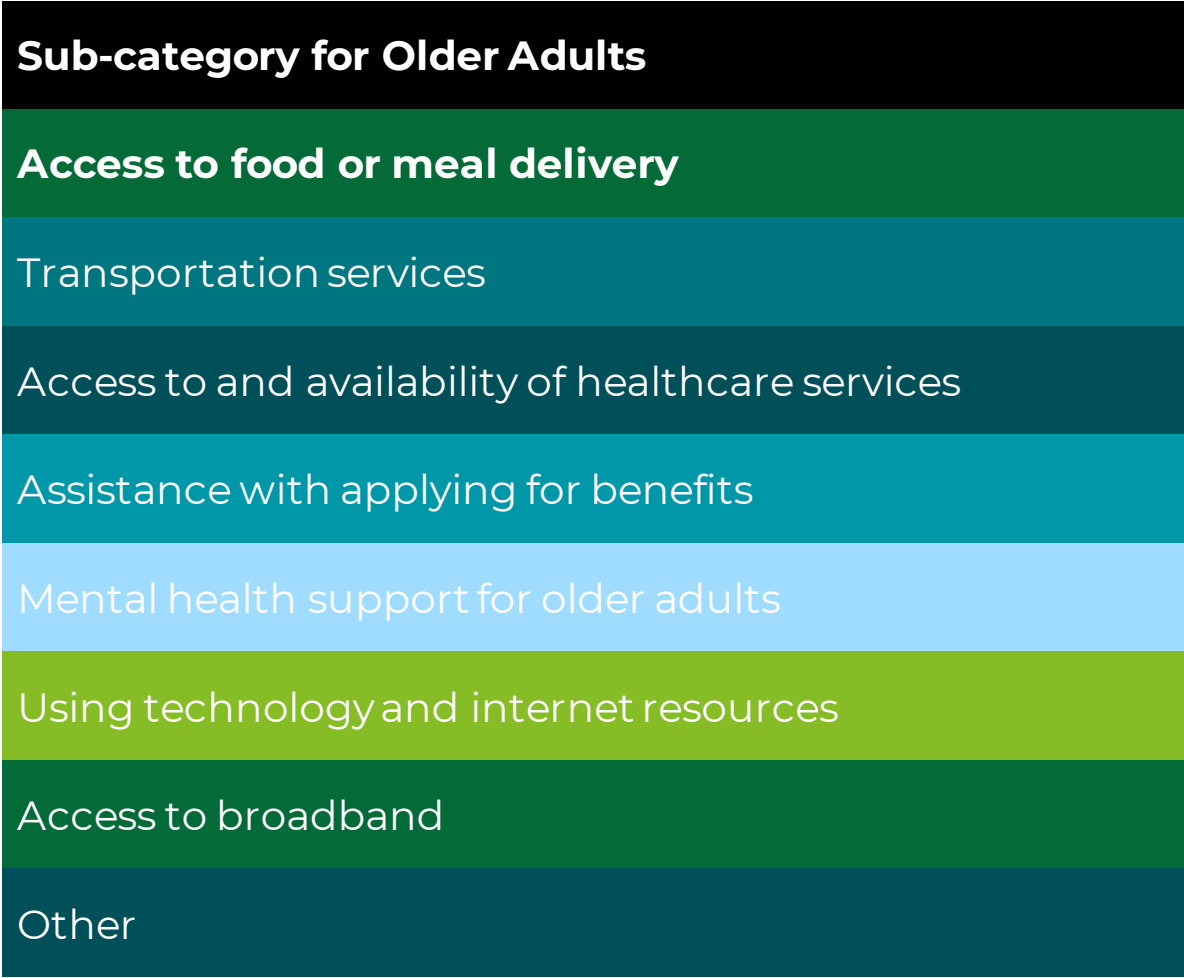 Sub-category for Older Adults
Access to food or meal delivery
Transportation services
Access to and availability of healthcare services
Assistance with applying for benefits
Mental health support for older adults
Using technology and internet resources
Access to broadband
Other